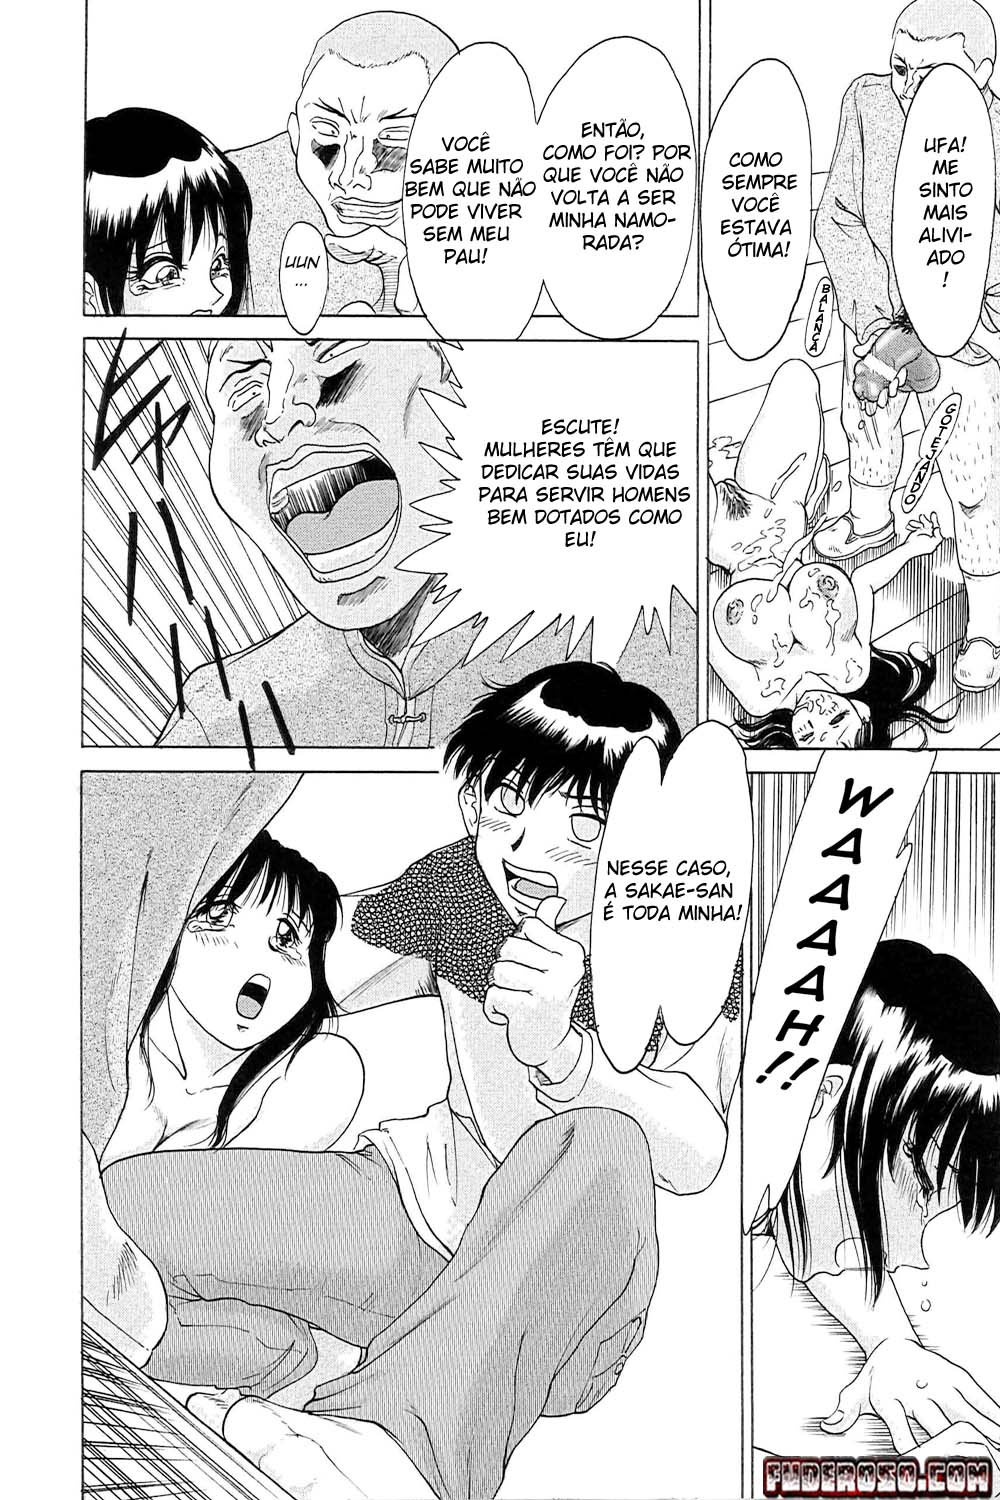 UFA!
ME
SINTO
MAIS
ALIVI-
ADO
!
COMO
SEMPRE
VOCÊ
ESTAVA
ÓTIMA!
BALANÇA
GOTEJANDO
ENTÃO,
COMO FOI? POR
QUE VOCÊ NÃO
VOLTA A SER
MINHA NAMO-
RADA?
VOCÊ
SABE MUITO
BEM QUE NÃO
PODE VIVER
SEM MEU
PAU!
UUN
...
ESCUTE!
MULHERES TÊM QUE
DEDICAR SUAS VIDAS
PARA SERVIR HOMENS
BEM DOTADOS COMO
EU!
WAAAAH!!
NESSE CASO,
A SAKAE-SAN
É TODA MINHA!
FUDEROSO.COM